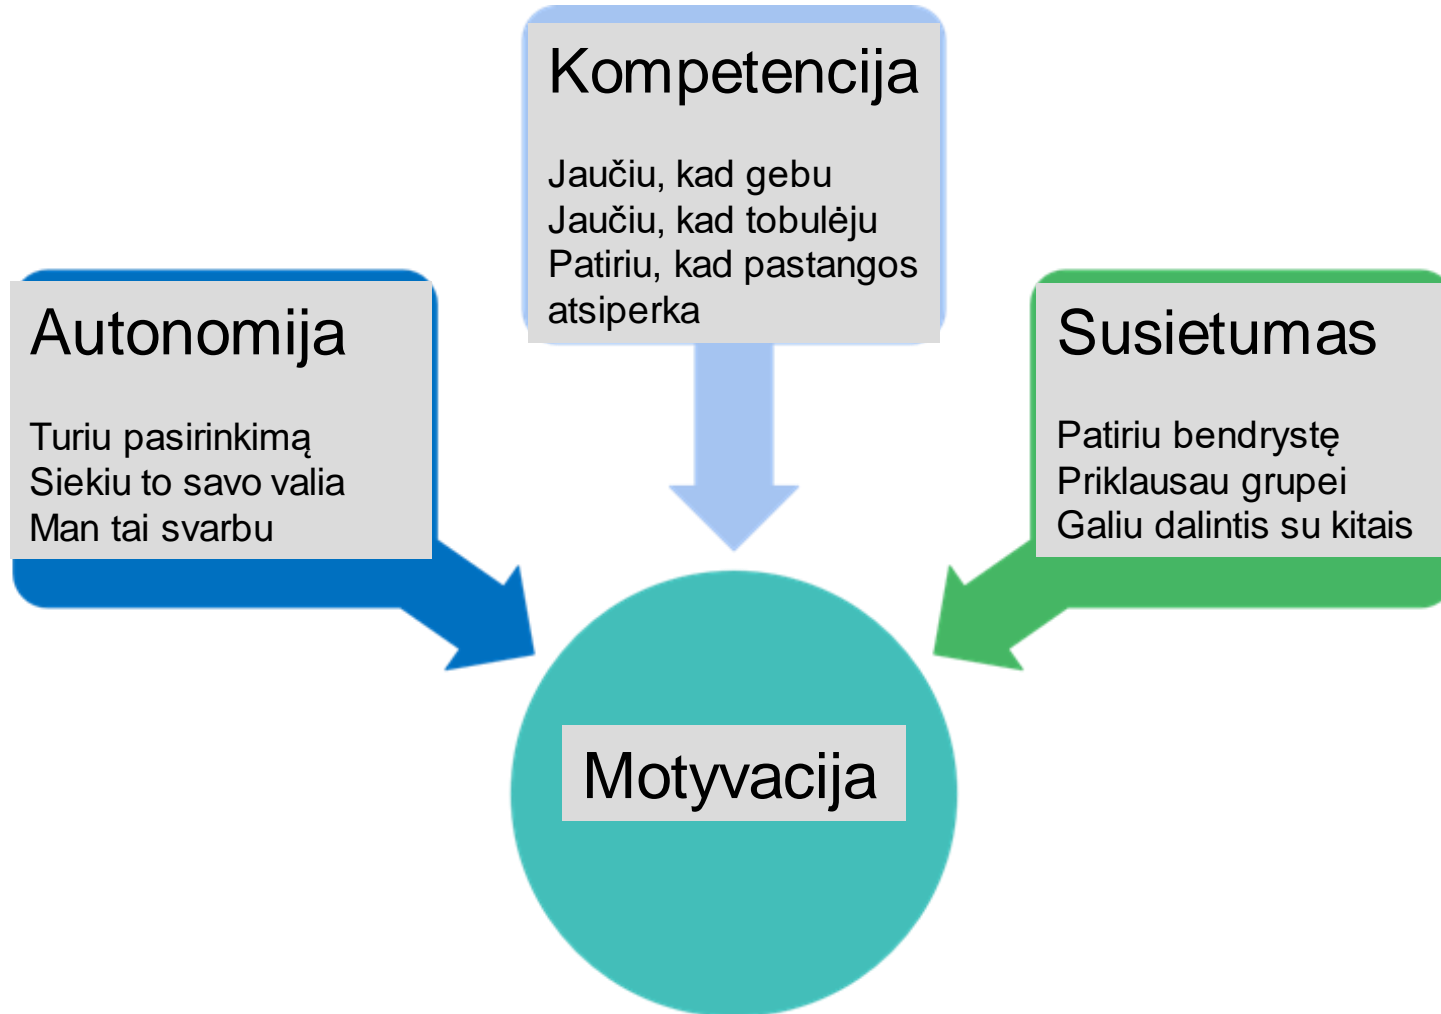 Kompetencija
Jaučiu, kad gebu
Jaučiu, kad tobulėju
Patiriu, kad pastangos
atsiperka
Autonomija
Turiu pasirinkimą
Siekiu to savo valia
Man tai svarbu
Susietumas
Patiriu bendrystę
Priklausau grupei
Galiu dalintis su kitais
Motyvacija